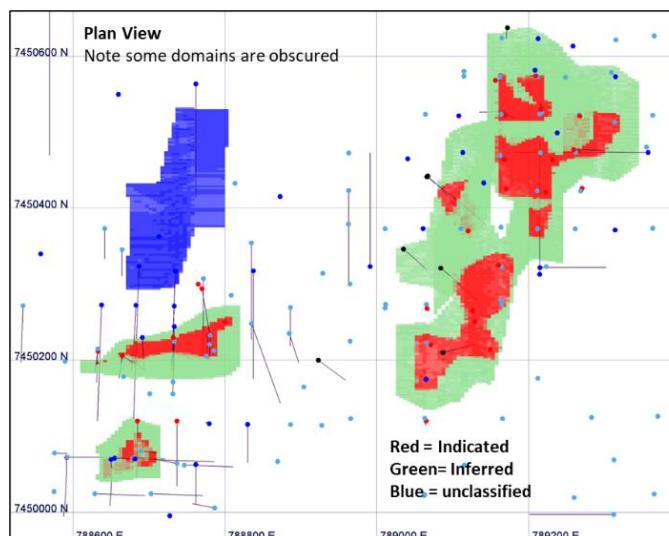 Plan View
Note some domains are obscured
7450600 N
7450400 N
7450200 N
7450000 N
Red = Indicated
Green= Inferred
Blue = unclassified
788600 E
788800 E
789000 E
789200 E